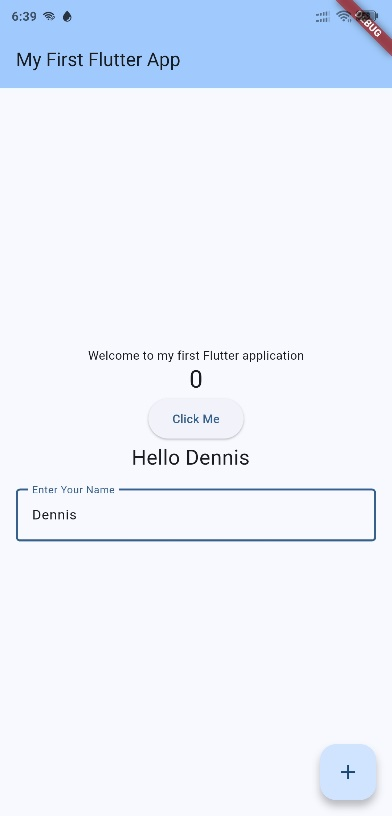 6:39
My First Flutter App
Welcome to my first Flutter application
0
Click Me
Hello Dennis
Enter Your Name
Dennis
+